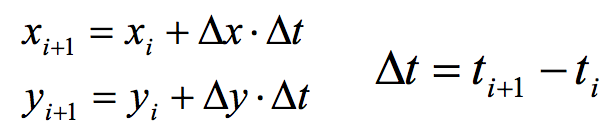 x_{i+1} = x_i + Δx · Δt
y_{i+1} = y_i + Δy · Δt
Δt = t_{i+1} − t_i